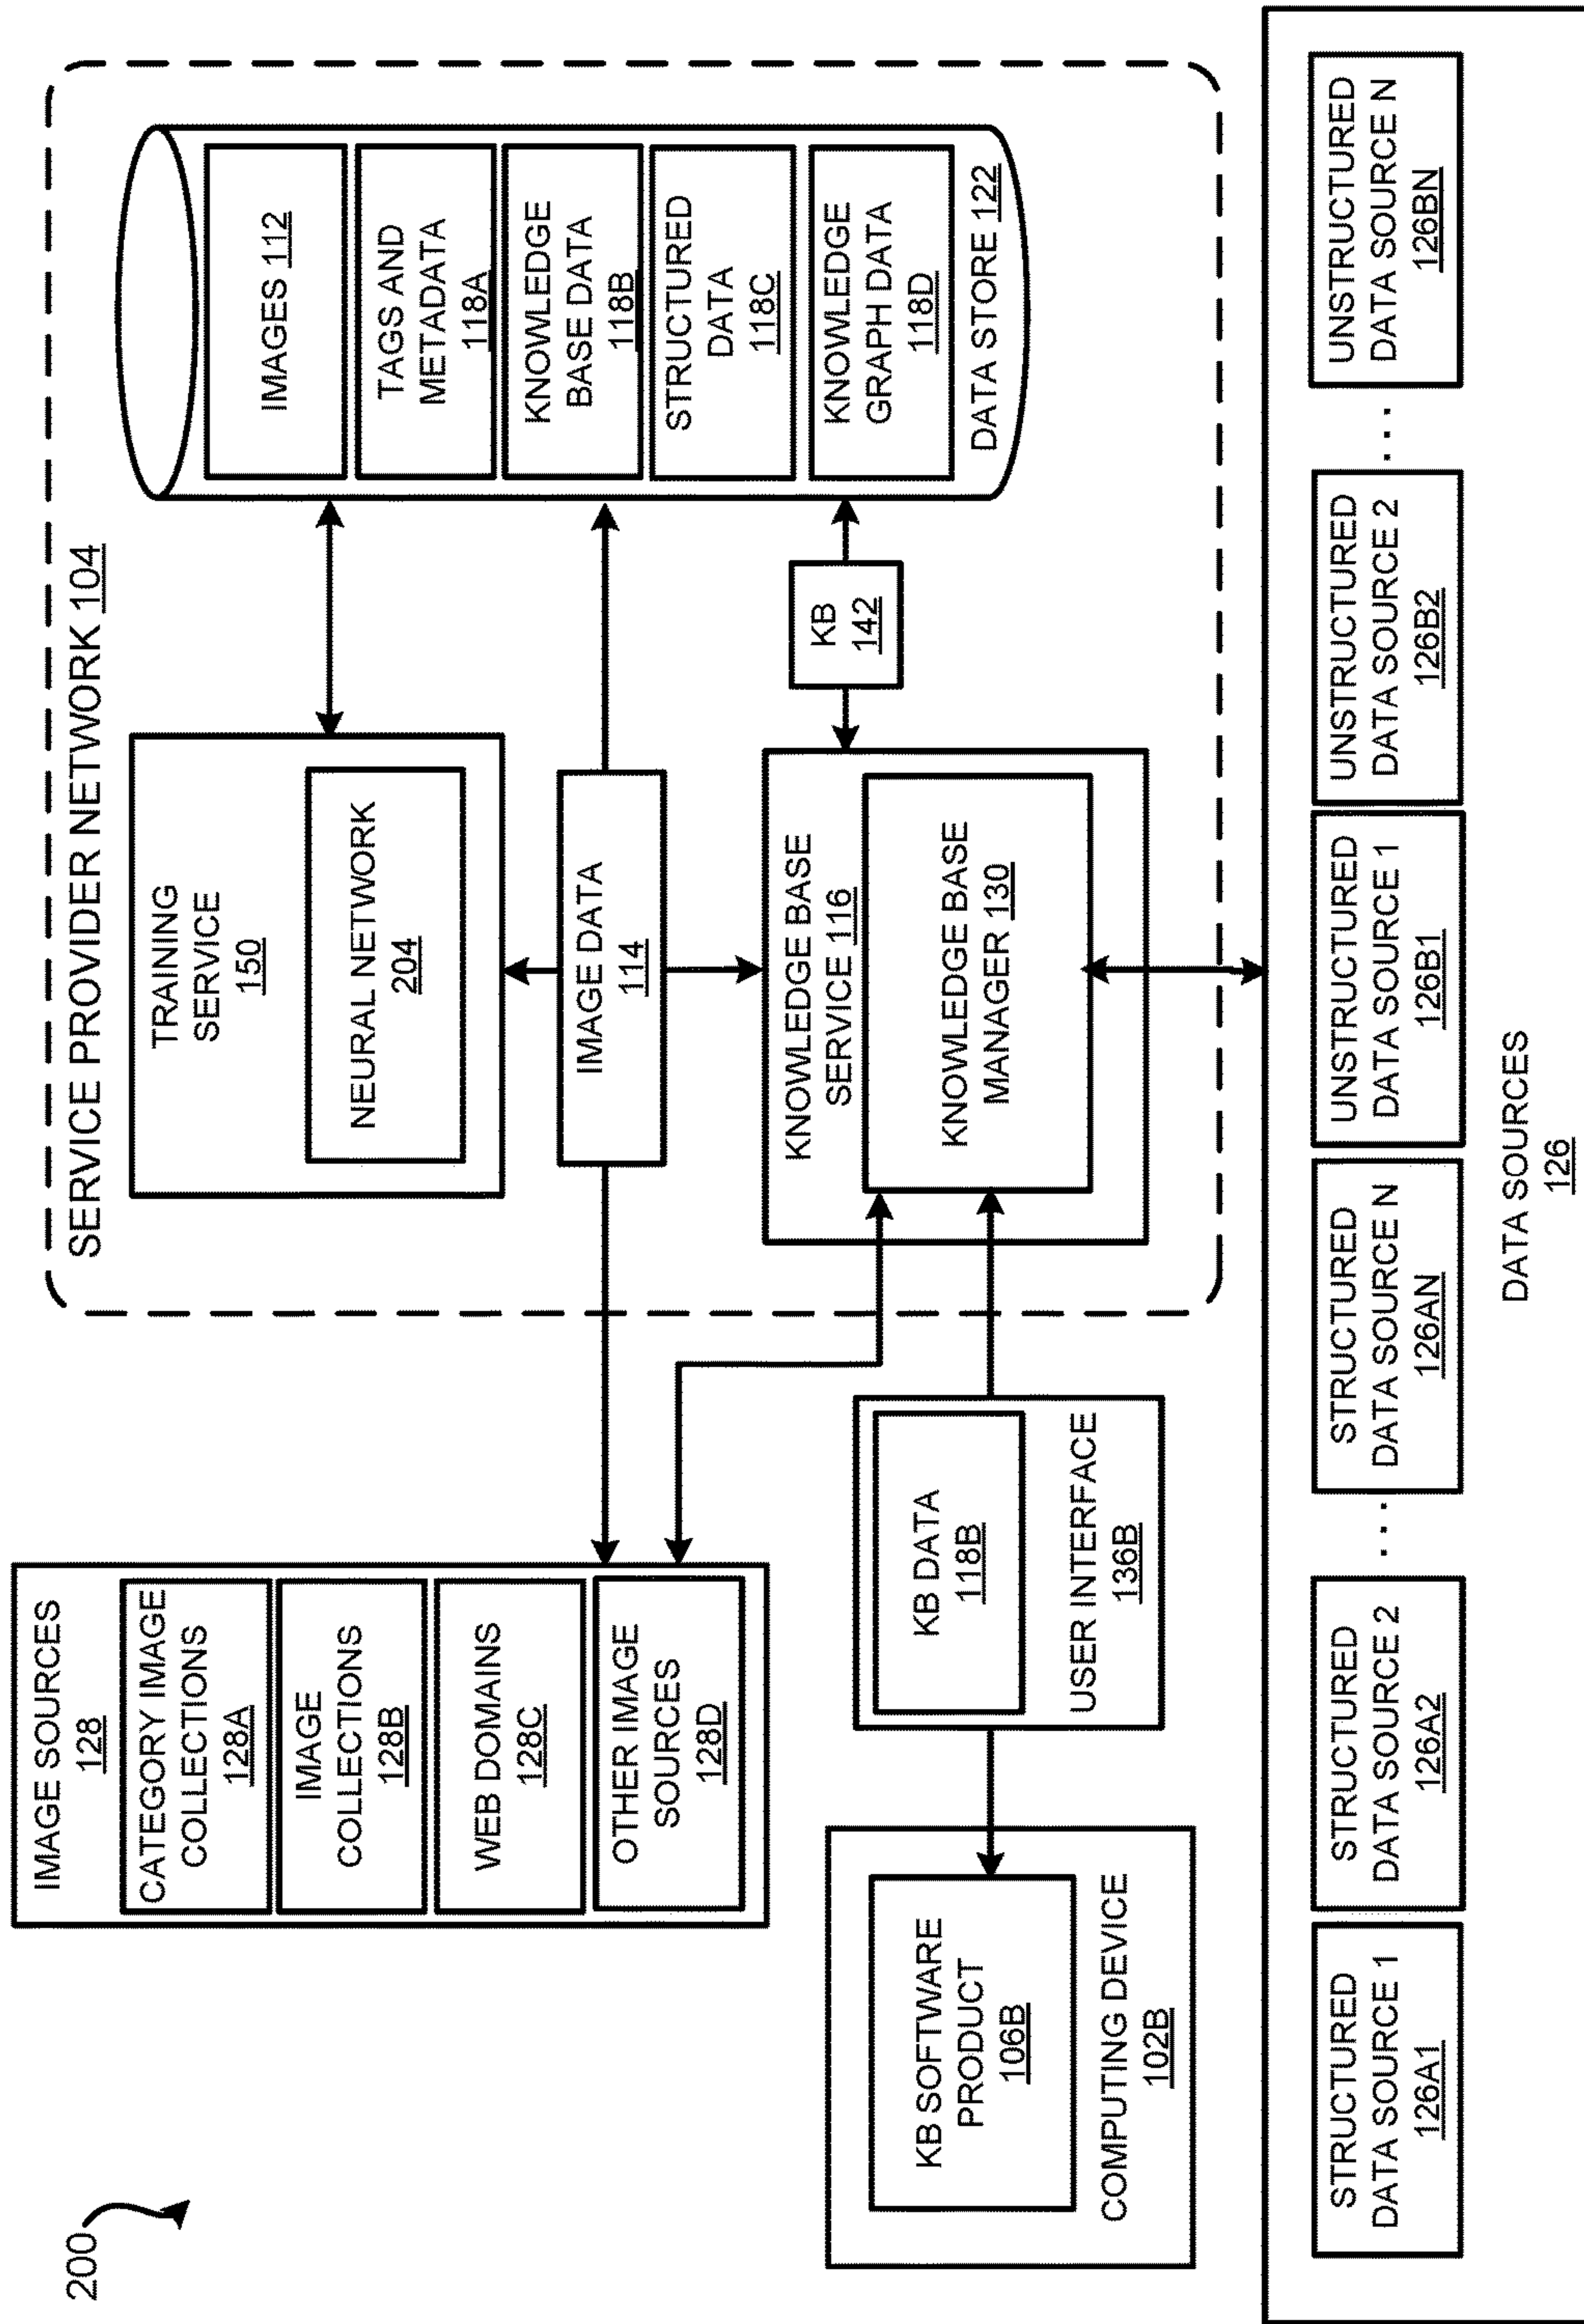 200
IMAGE SOURCES
128
CATEGORY IMAGE
COLLECTIONS
128A
IMAGE
COLLECTIONS
128B
WEB DOMAINS
128C
OTHER IMAGE
SOURCES
128D
SERVICE PROVIDER NETWORK 104
TRAINING
SERVICE
150
NEURAL NETWORK
204
IMAGE DATA
114
IMAGES 112
TAGS AND
METADATA
118A
KNOWLEDGE
BASE DATA
118B
STRUCTURED
DATA
118C
KNOWLEDGE
GRAPH DATA
118D
DATA STORE 122
KB
142
KNOWLEDGE BASE
SERVICE 116
KNOWLEDGE BASE
MANAGER 130
KB DATA
118B
USER INTERFACE
136B
KB SOFTWARE
PRODUCT
106B
COMPUTING DEVICE
102B
STRUCTURED
DATA SOURCE 1
126A1
STRUCTURED
DATA SOURCE 2
126A2
...
STRUCTURED
DATA SOURCE N
126AN
UNSTRUCTURED
DATA SOURCE 1
126B1
UNSTRUCTURED
DATA SOURCE 2
126B2
...
UNSTRUCTURED
DATA SOURCE N
126BN
DATA SOURCES
126